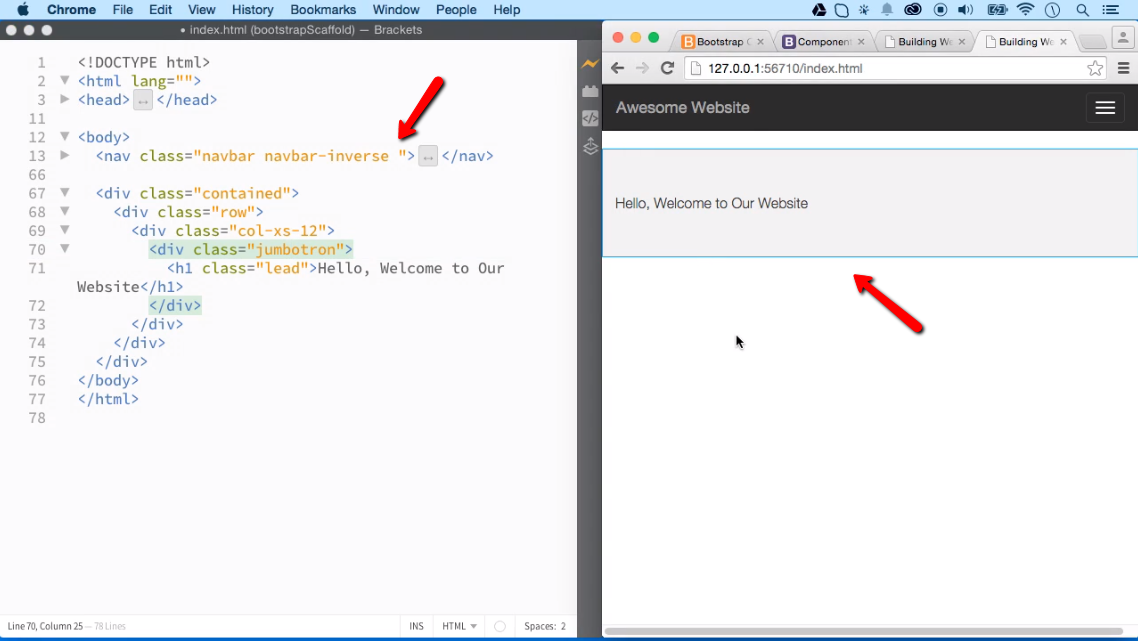 Chrome File Edit View History Bookmarks Window People Help
• index.html (bootstrapScaffold) — Brackets
1 <!DOCTYPE html>
2 <html lang="">
3 <head> ↔ </head>
11
12 <body>
13 <nav class="navbar navbar-inverse "> ↔ </nav>
66
67 <div class="contained">
68 <div class="row">
69 <div class="col-xs-12">
70 <div class="jumbotron">
71 <h1 class="lead">Hello, Welcome to Our
Website</h1>
72 </div>
73 </div>
74 </div>
75 </div>
76 </body>
77 </html>
78
Line 70, Column 25 — 78 Lines
INS HTML Spaces: 2
Bootstrap Component Building We Building We
127.0.0.1:56710/index.html
Awesome Website
Hello, Welcome to Our Website